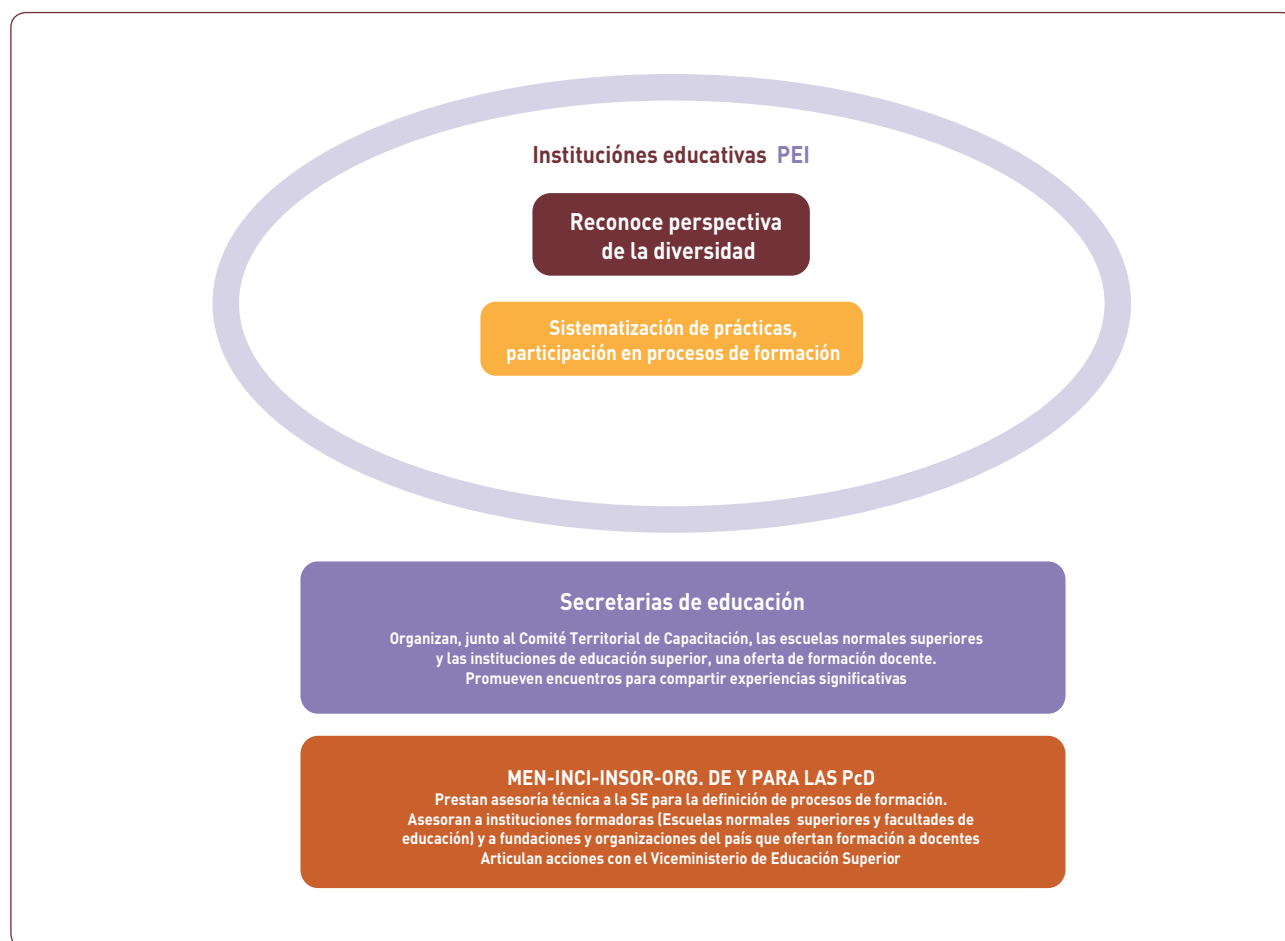 Instituciónes educativas PEI
Reconoce perspectiva
de la diversidad
Sistematización de prácticas,
participación en procesos de formación
Secretarias de educación
Organizan, junto al Comité Territorial de Capacitación, las escuelas normales superiores
y las instituciones de educación superior, una oferta de formación docente.
Promueven encuentros para compartir experiencias significativas
MEN-INCI-INSOR-ORG. DE Y PARA LAS PcD
Prestan asesoría técnica a la SE para la definición de procesos de formación.
Asesoran a instituciones formadoras (Escuelas normales superiores y facultades de
educación) y a fundaciones y organizaciones del país que ofertan formación a docentes
Articulan acciones con el Viceministerio de Educación Superior